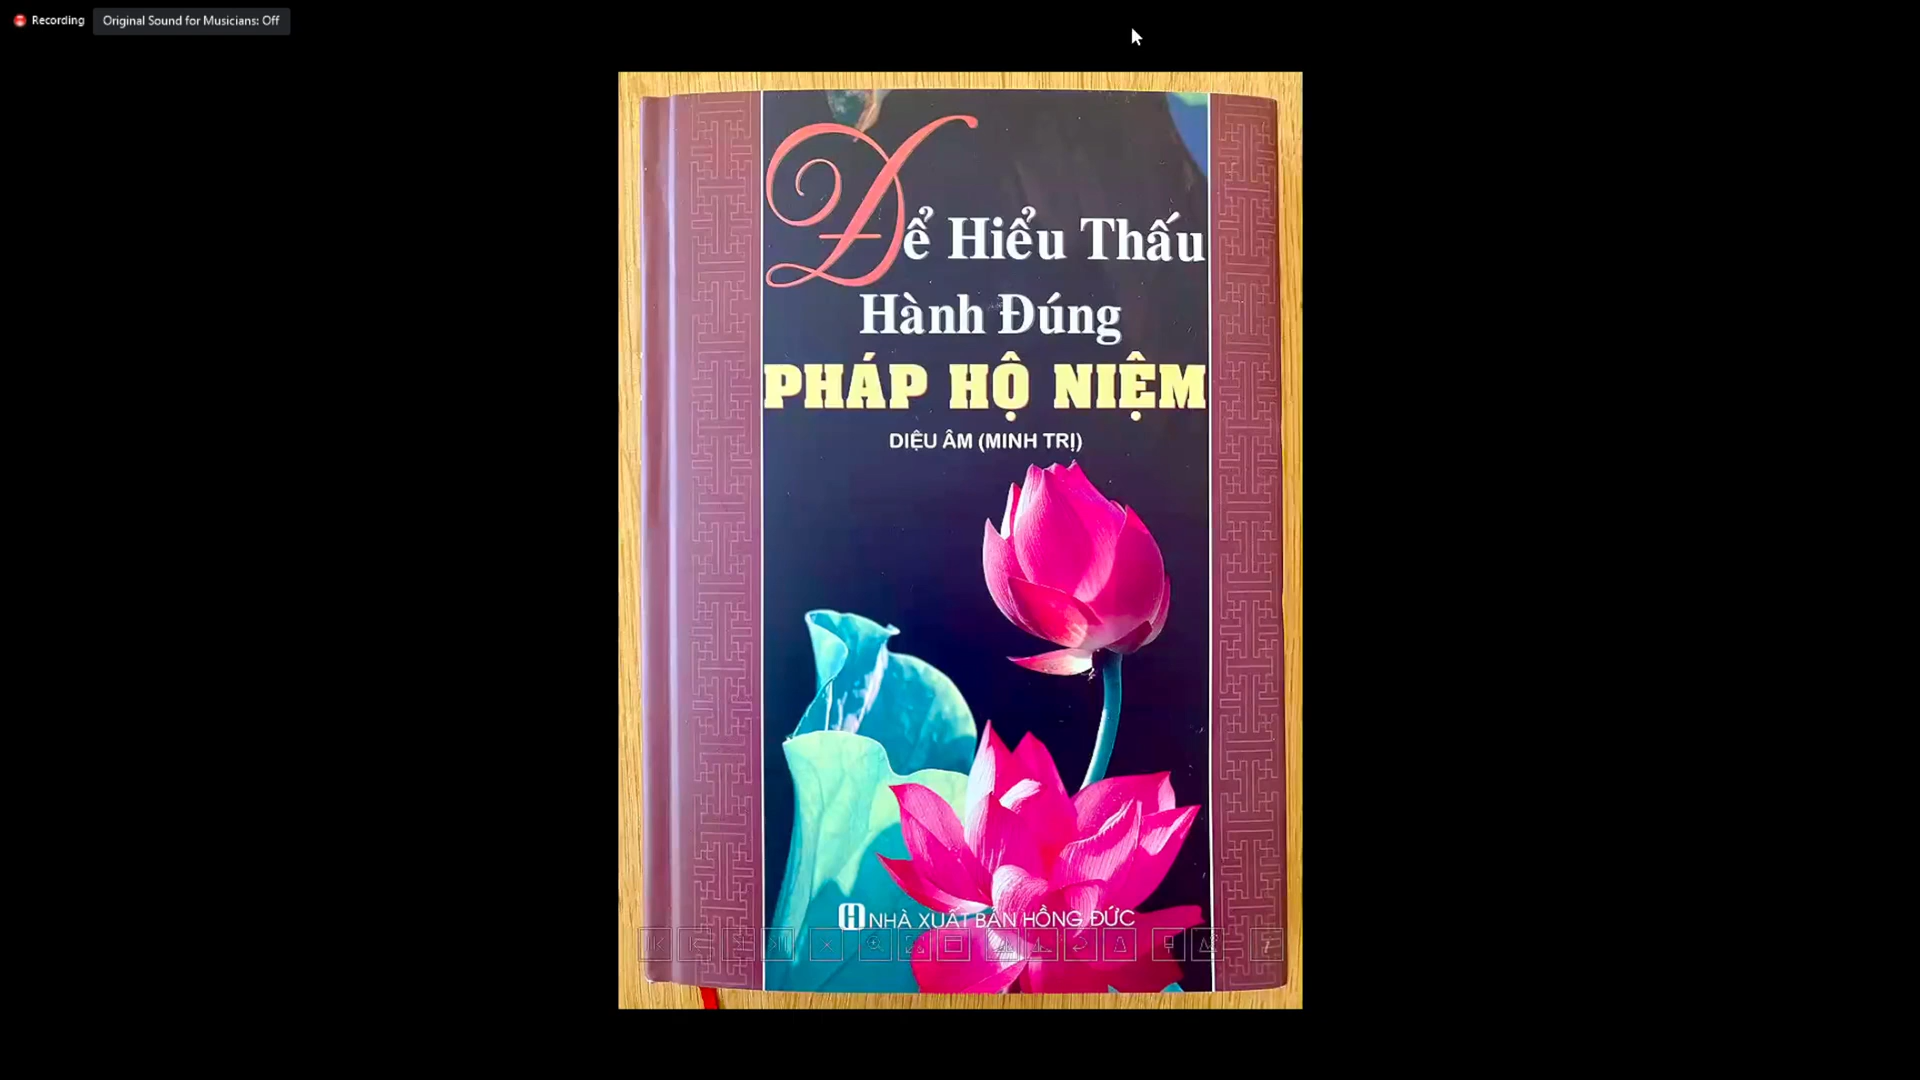 Recording
Original Sound for Musicians: Off
Để Hiểu Thấu
Hành Đúng
PHÁP HỘ NIỆM
DIỆU ÂM (MINH TRỊ)
NHÀ XUẤT BẢN HỒNG ĐỨC